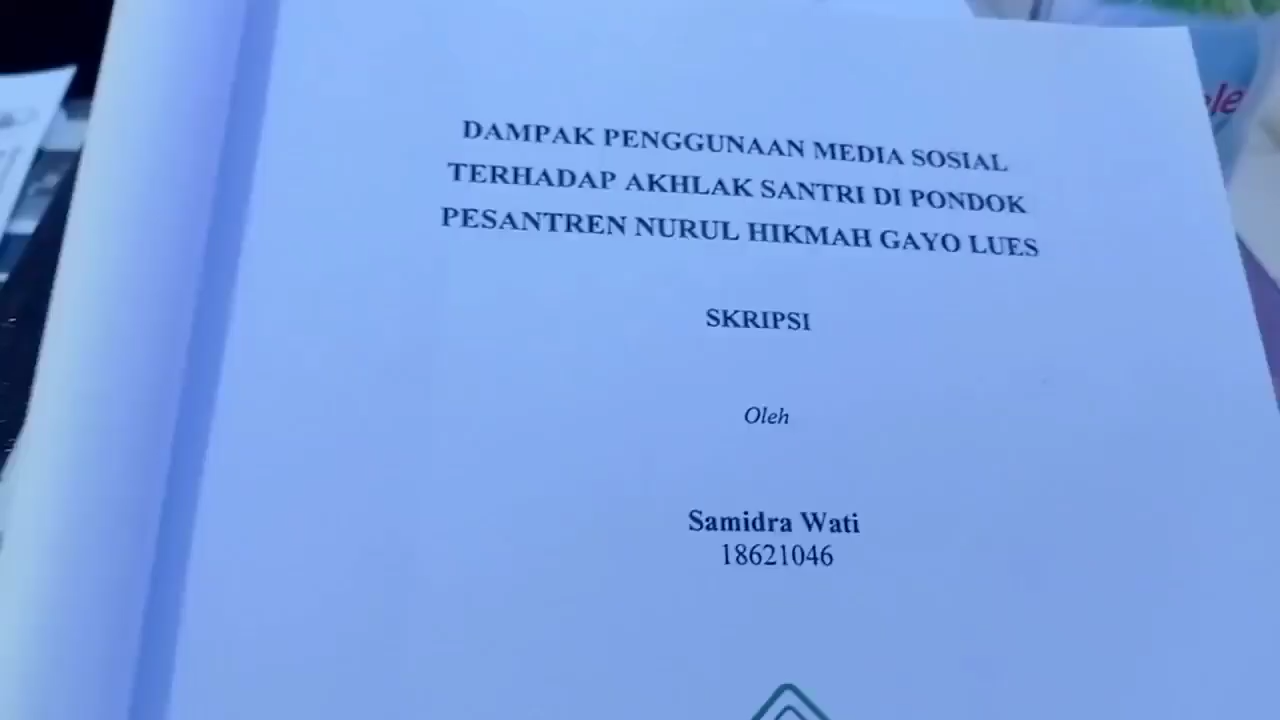 DAMPAK PENGGUNAAN MEDIA SOSIAL
TERHADAP AKHLAK SANTRI DI PONDOK
PESANTREN NURUL HIKMAH GAYO LUES
SKRIPSI
Oleh
Samidra Wati
18621046